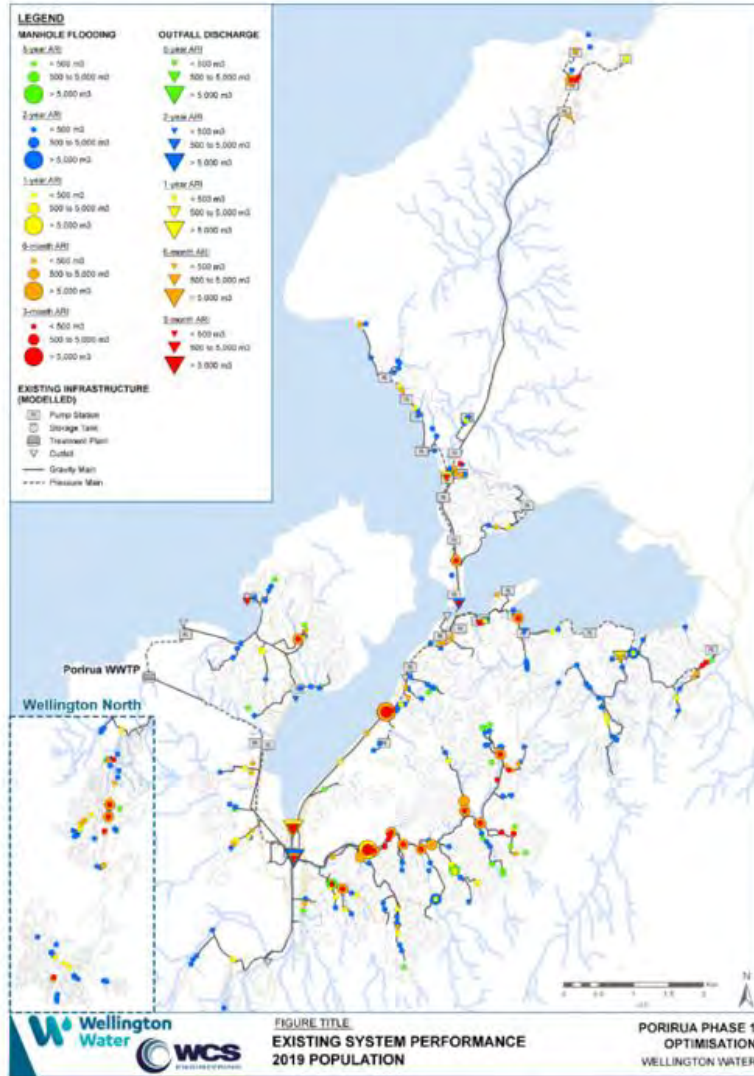 LEGEND
MANHOLE FLOODING
5-year ARI
< 500 m3
500 to 5,000 m3
> 5,000 m3
2-year ARI
< 500 m3
500 to 5,000 m3
> 5,000 m3
1-year ARI
< 500 m3
500 to 5,000 m3
> 5,000 m3
6-month ARI
< 500 m3
500 to 5,000 m3
> 5,000 m3
3-month ARI
< 500 m3
500 to 5,000 m3
> 5,000 m3
OUTFALL DISCHARGE
5-year ARI
< 500 m3
500 to 5,000 m3
> 5,000 m3
2-year ARI
< 500 m3
500 to 5,000 m3
> 5,000 m3
1-year ARI
< 500 m3
500 to 5,000 m3
> 5,000 m3
6-month ARI
< 500 m3
500 to 5,000 m3
> 5,000 m3
3-month ARI
< 500 m3
500 to 5,000 m3
> 5,000 m3
EXISTING INFRASTRUCTURE
(MODELLED)
Pump Station
Storage Tank
Treatment Plant
Outfall
Gravity Main
Pressure Main
Porirua WWTP
Wellington North
N
Wellington
Water
WCS
ENGINEERING
FIGURE TITLE
EXISTING SYSTEM PERFORMANCE
2019 POPULATION
PORIRUA PHASE 1
OPTIMISATION
WELLINGTON WATER